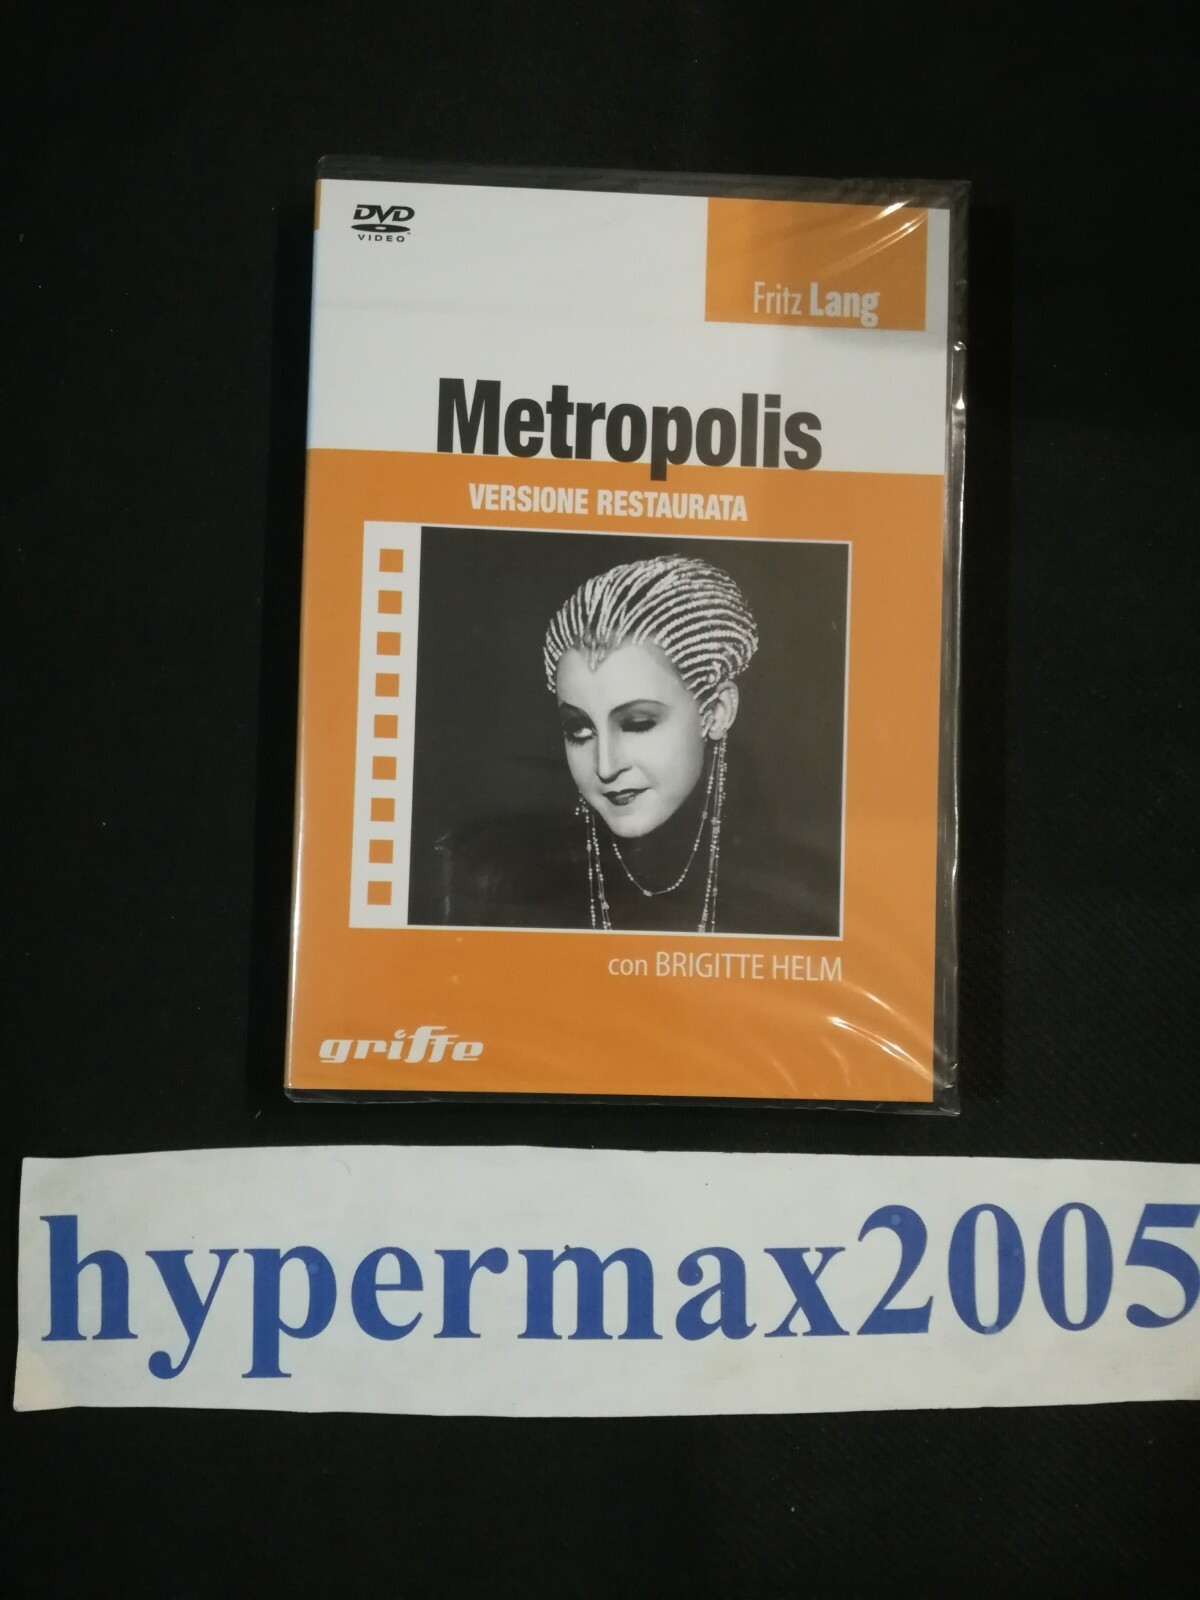 DVD
VIDEO
Fritz Lang
Metropolis
VERSIONE RESTAURATA
con BRIGITTE HELM
griffe
hypermax2005